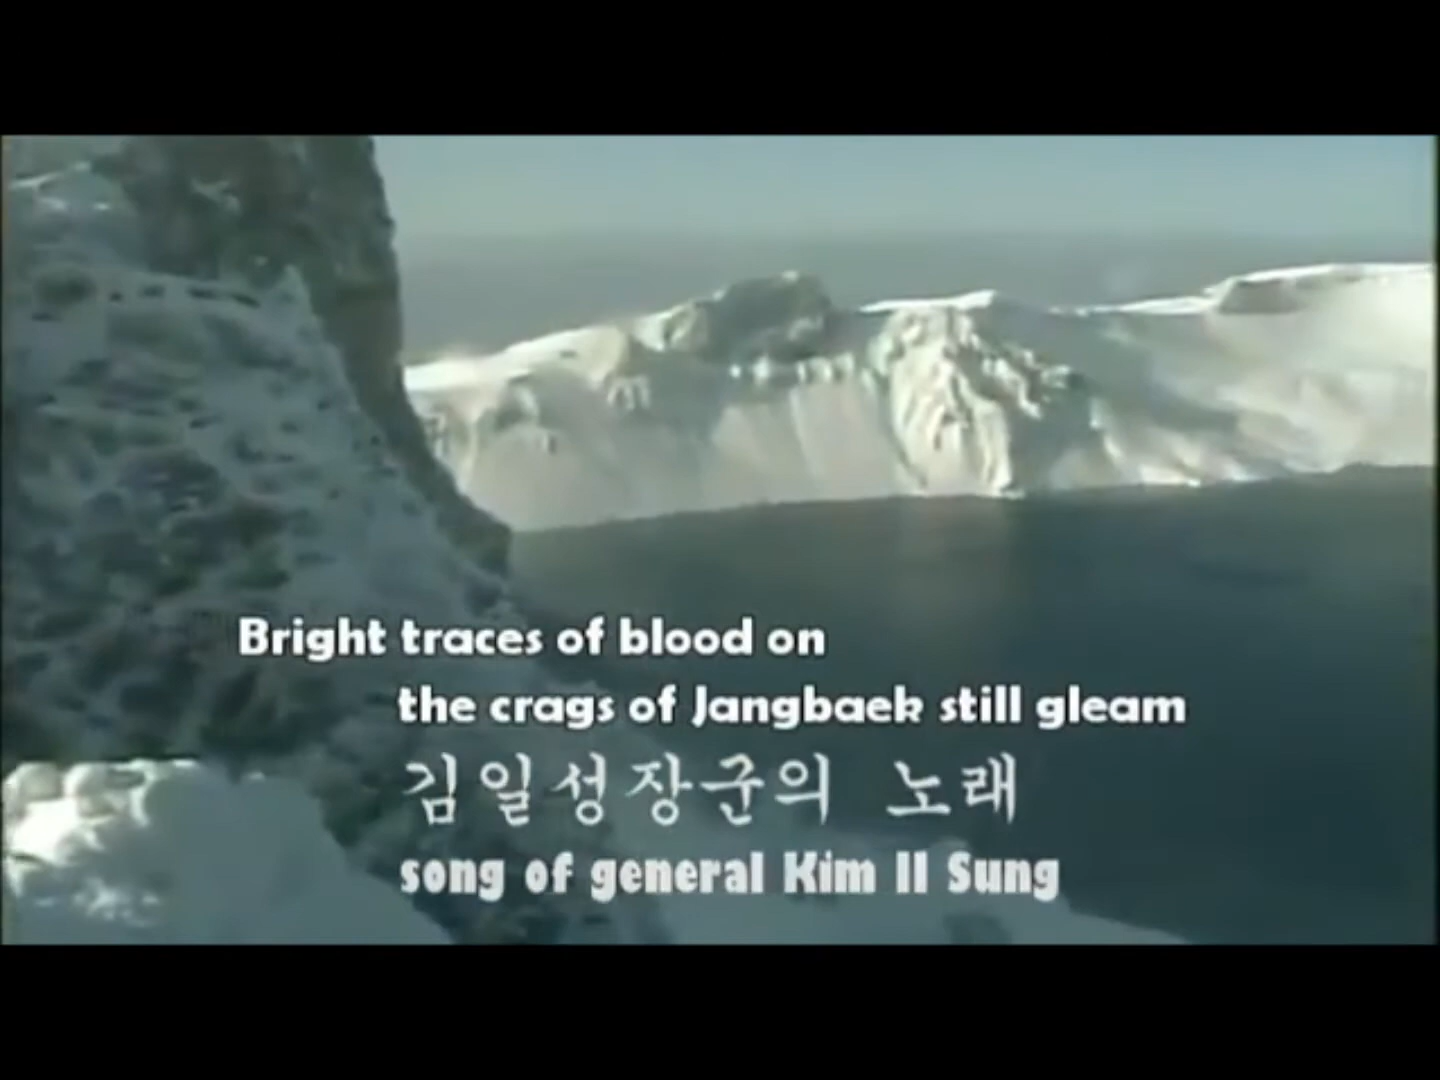 Bright traces of blood on
the crags of Jangbaek still gleam
김일성장군의 노래
song of general Kim Il Sung